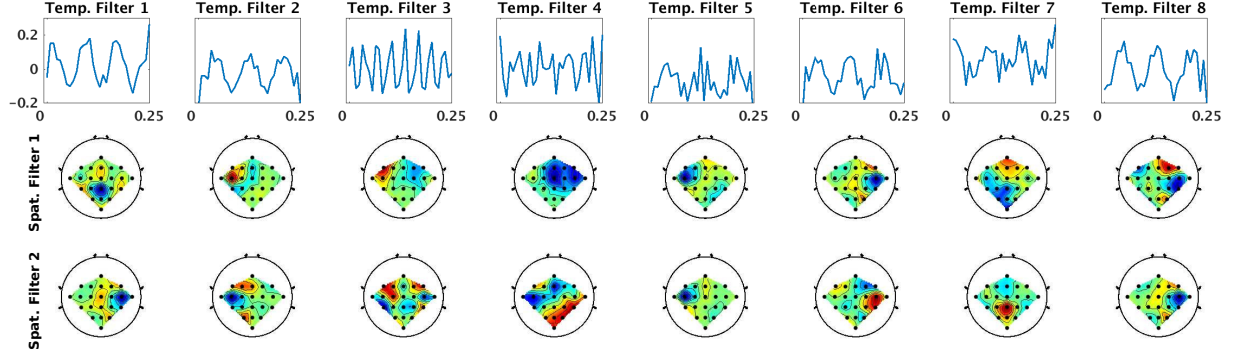 Temp. Filter 1 Temp. Filter 2 Temp. Filter 3 Temp. Filter 4 Temp. Filter 5 Temp. Filter 6 Temp. Filter 7 Temp. Filter 8
0.2
0
−0.2
0 0.25 0 0.25 0 0.25 0 0.25 0 0.25 0 0.25 0 0.25 0 0.25
Spat. Filter 1
Spat. Filter 2